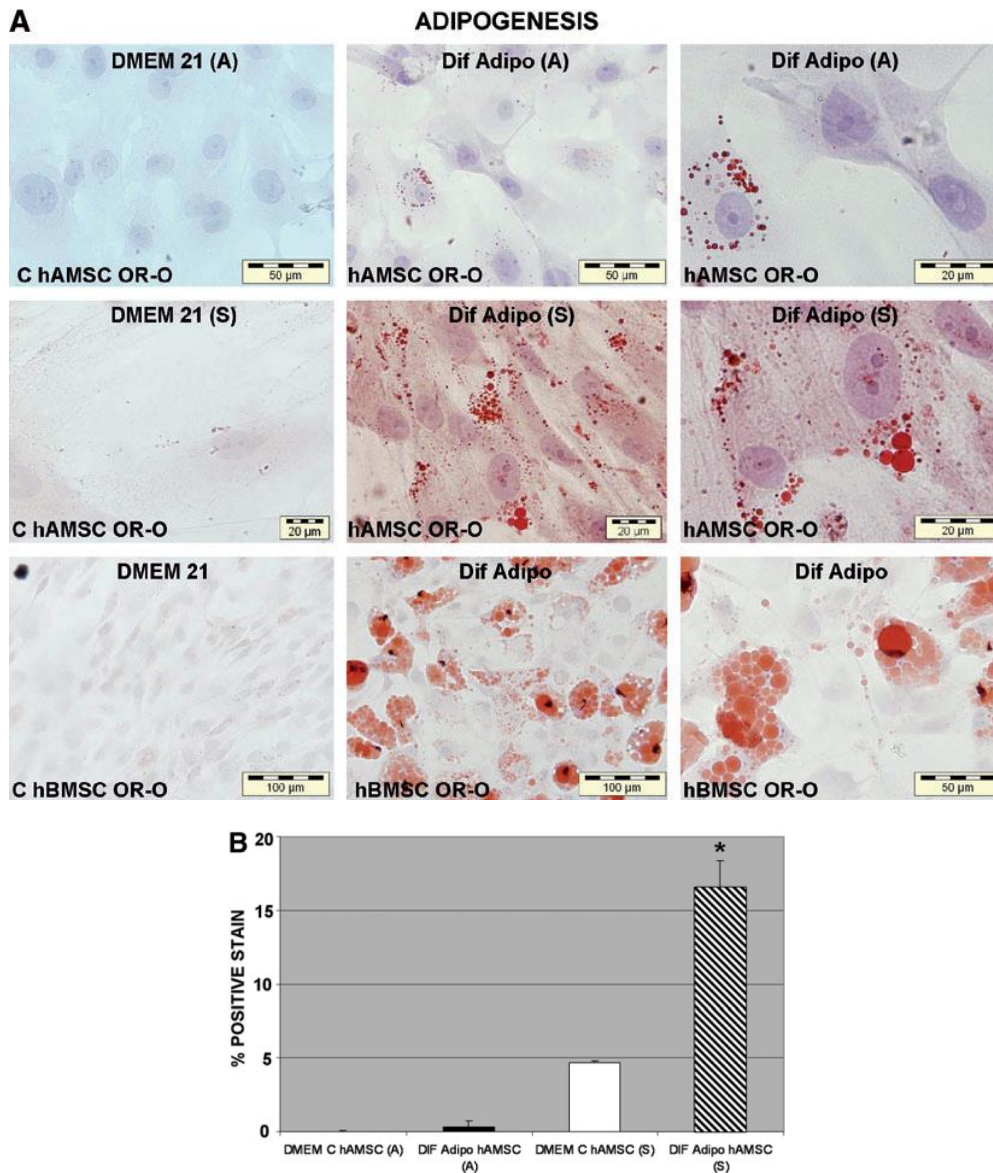 A
ADIPOGENESIS
DMEM 21 (A)
C hAMSC OR-O
50 µm
Dif Adipo (A)
hAMSC OR-O
50 µm
Dif Adipo (A)
hAMSC OR-O
20 µm
DMEM 21 (S)
C hAMSC OR-O
20 µm
Dif Adipo (S)
hAMSC OR-O
20 µm
Dif Adipo (S)
hAMSC OR-O
20 µm
DMEM 21
C hBMSC OR-O
100 µm
Dif Adipo
hBMSC OR-O
100 µm
Dif Adipo
hBMSC OR-O
50 µm
B
% POSITIVE STAIN
20
15
10
5
0
*
DMEM C hAMSC (A)
DIF Adipo hAMSC
(A)
DMEM C hAMSC (S)
DIF Adipo hAMSC
(S)